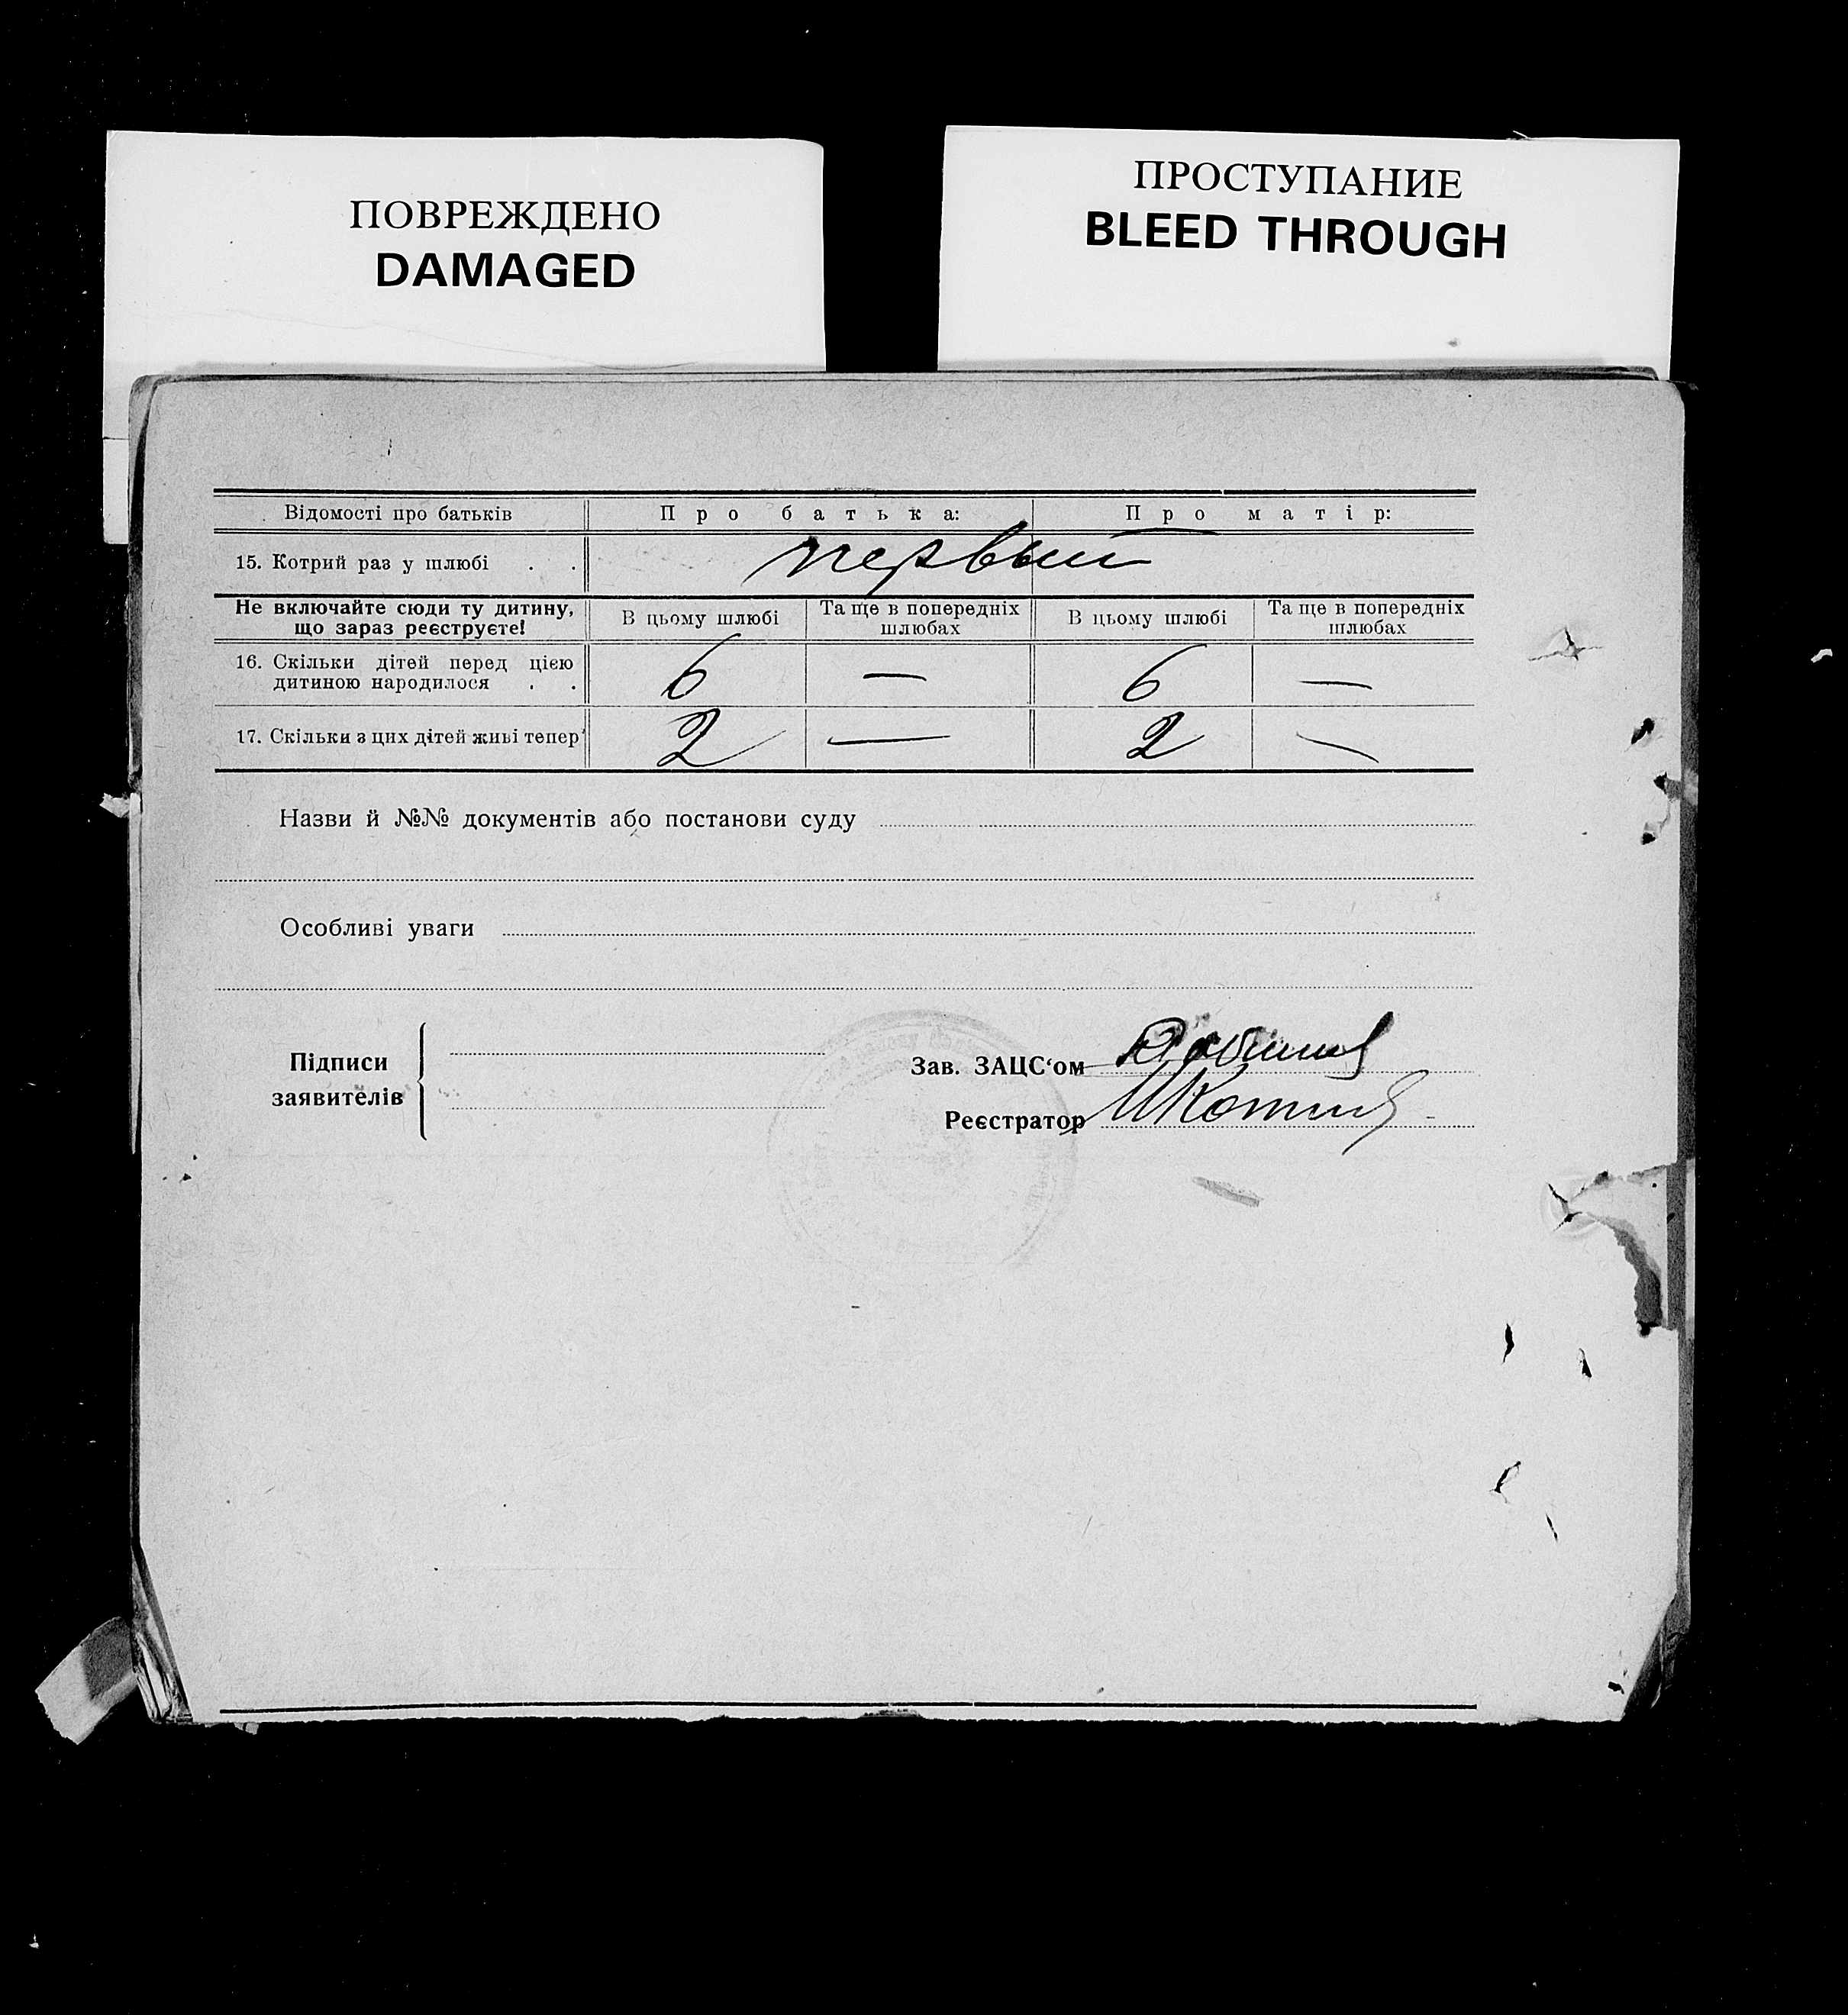 ПОВРЕЖДЕНО
DAMAGED
ПРОСТУПАНИЕ
BLEED THROUGH
Відомості про батьків Про батька: Про матір:
15. Котрий раз у шлюбі . . первый
Не включайте сюди ту дитину, що зараз реєструєте! В цьому шлюбі Та ще в попередніх шлюбах В цьому шлюбі Та ще в попередніх шлюбах
16. Скільки дітей перед цією
дитиною народилося . . 6 — 6 —
17. Скільки з цих дітей живі тепер 2 — 2 —
Назви й №№ документів або постанови суду
Особливі уваги
Підписи
заявителів
Зав. ЗАЦС‘ом
Реєстратор